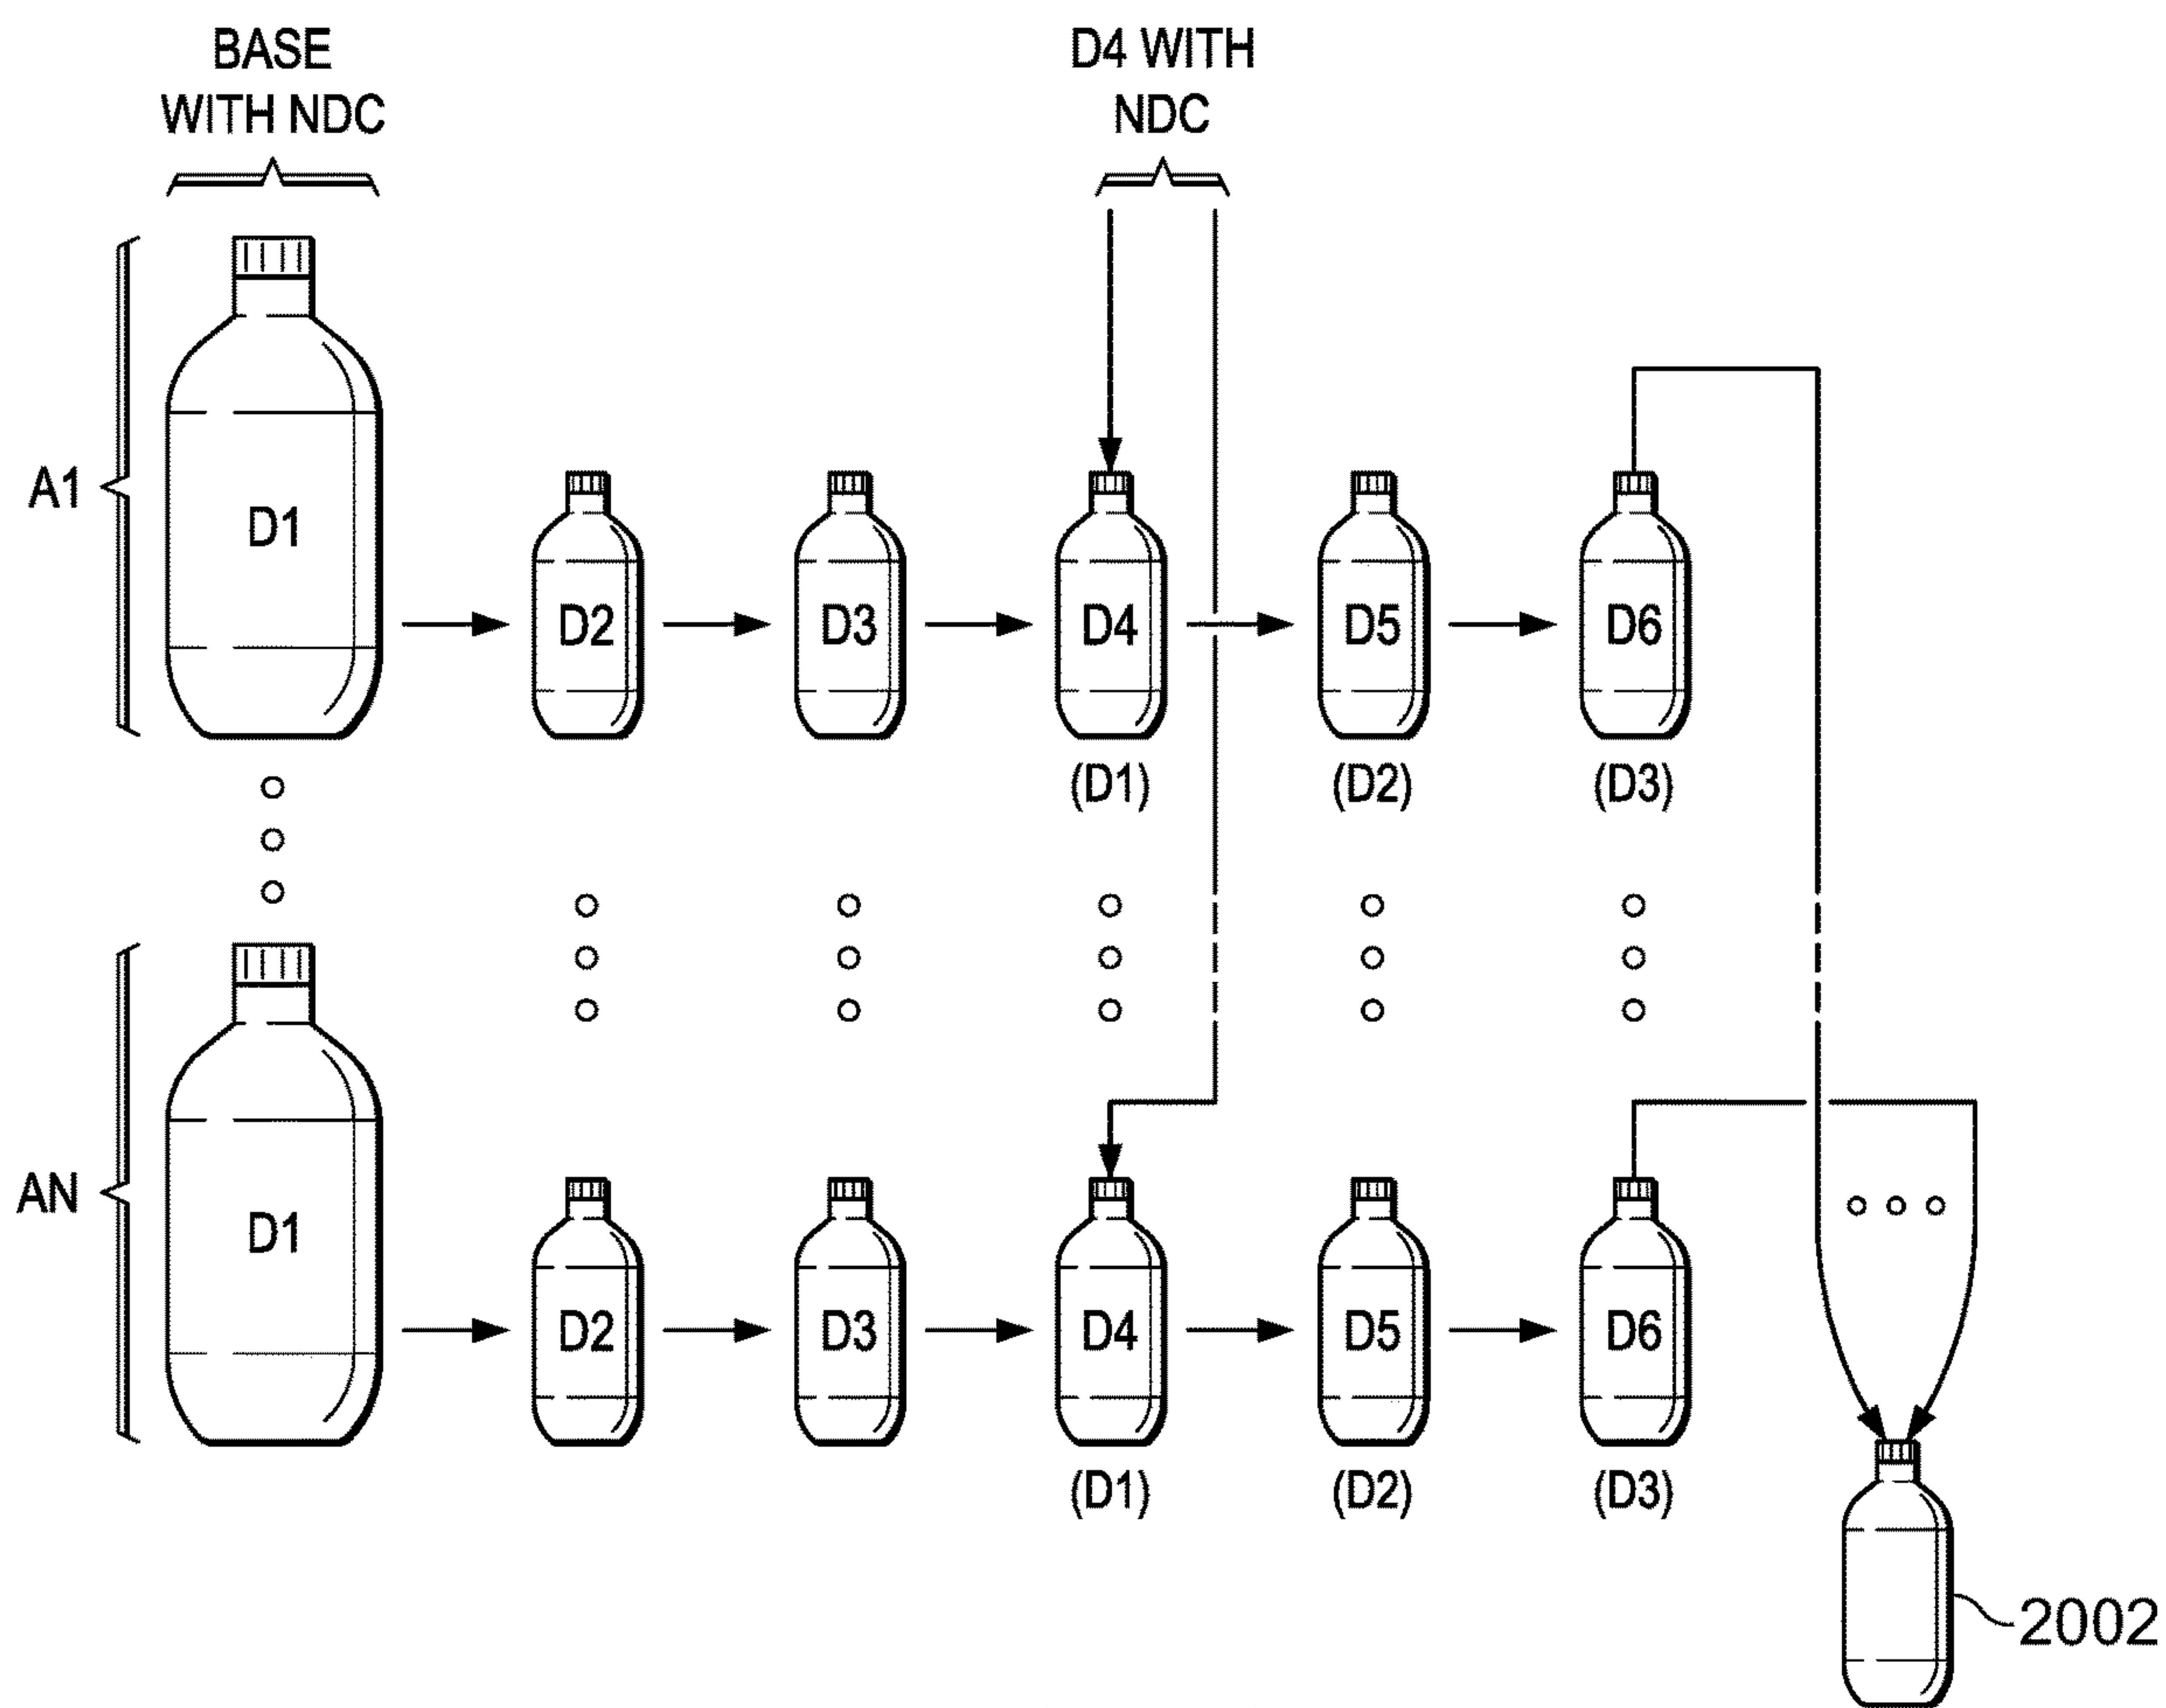 BASE
WITH NDC
D4 WITH
NDC
A1
D1
D2
D3
D4
D5
D6
(D1)
(D2)
(D3)
AN
D1
D2
D3
D4
D5
D6
(D1)
(D2)
(D3)
2002